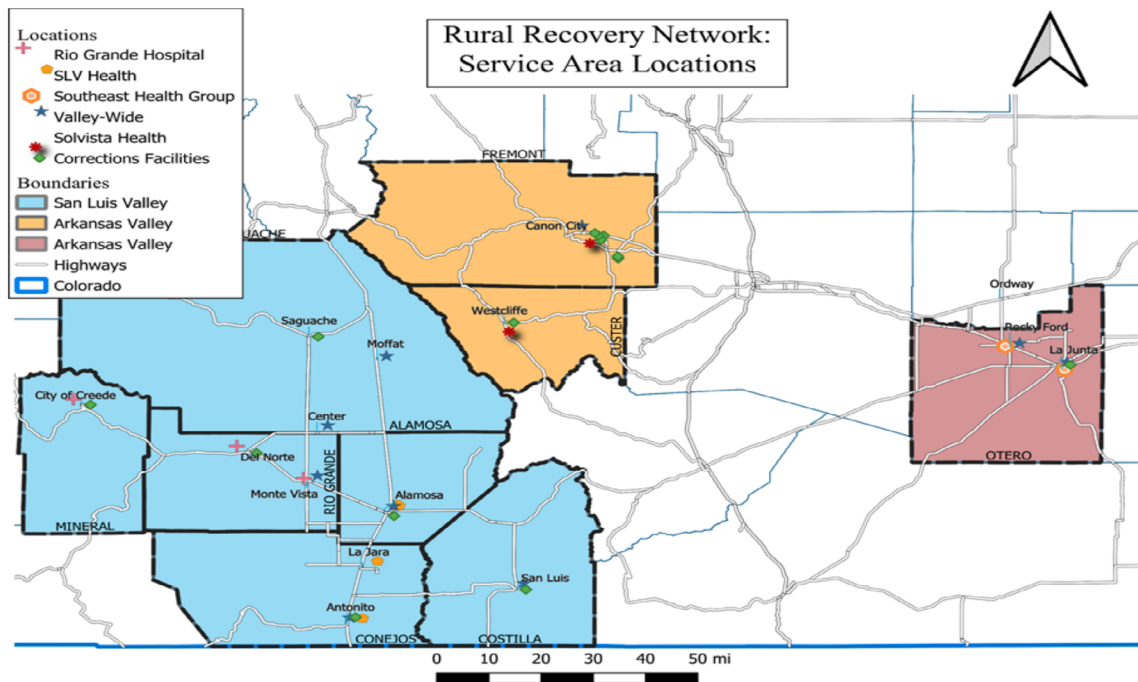 Rural Recovery Network:
Service Area Locations
Locations
Rio Grande Hospital
SLV Health
Southeast Health Group
Valley-Wide
Solvista Health
Corrections Facilities
Boundaries
San Luis Valley
Arkansas Valley
Arkansas Valley
Highways
Colorado
FREMONT
Canon City
UACHE
Ordway
Westcliffe
CUSTER
Rocky Ford
Saguache
Moffat
La Junta
City of Creede
Center
ALAMOSA
Del Norte
OTERO
RIO GRANDE
Monte Vista
Alamosa
MINERAL
La Jara
San Luis
Antonito
CONEJOS
COSTILLA
0 10 20 30 40 50 mi